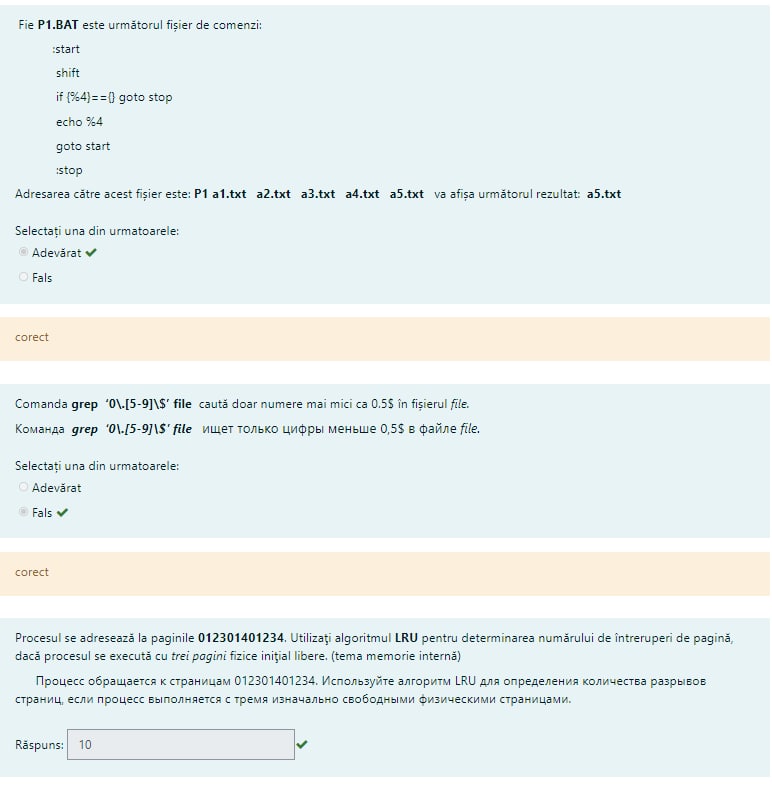 Fie P1.BAT este următorul fișier de comenzi:
:start
shift
if {%4}=={} goto stop
echo %4
goto start
:stop
Adresarea către acest fișier este: P1 a1.txt a2.txt a3.txt a4.txt a5.txt va afișa următorul rezultat: a5.txt
Selectați una din urmatoarele:
Adevărat
Fals
corect
Comanda grep ‘0\.[5-9]\$’ file caută doar numere mai mici ca 0.5$ în fișierul file.
Команда grep ‘0\.[5-9]\$’ file ищет только цифры меньше 0,5$ в файле file.
Selectați una din urmatoarele:
Adevărat
Fals
corect
Procesul se adresează la paginile 012301401234. Utilizaţi algoritmul LRU pentru determinarea numărului de întreruperi de pagină,
dacă procesul se execută cu trei pagini fizice iniţial libere. (tema memorie internă)
Процесс обращается к страницам 012301401234. Используйте алгоритм LRU для определения количества разрывов
страниц, если процесс выполняется с тремя изначально свободными физическими страницами.
Răspuns: 10